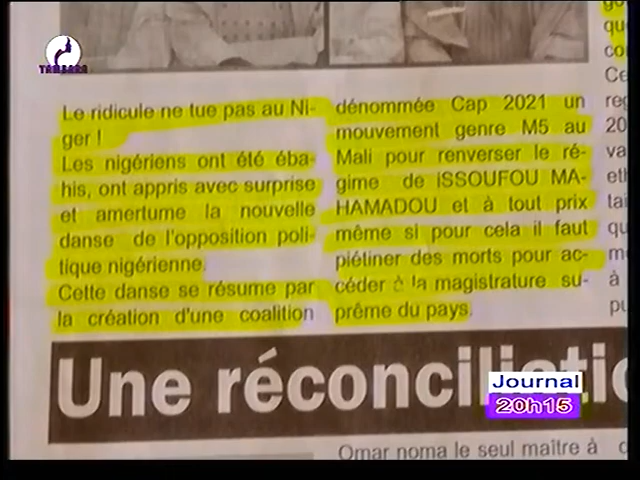 TAMBARA
Le ridicule ne tue pas au Ni-
ger !
Les nigériens ont été éba-
his, ont appris avec surprise
et amertume la nouvelle
danse de l'opposition poli-
tique nigérienne.
Cette danse se résume par
la création d'une coalition
dénommée Cap 2021 un
mouvement genre M5 au
Mali pour renverser le ré-
gime de ISSOUFOU MA-
HAMADOU et à tout prix
même si pour cela il faut
piétiner des morts pour ac-
céder à la magistrature su-
prême du pays.
Une réconciliatio
Journal
20h15
Omar noma le seul maître à